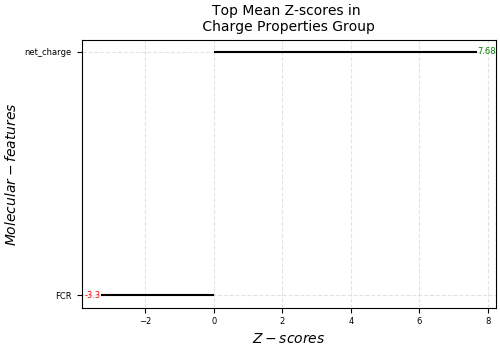 Top Mean Z-scores in
Charge Properties Group
net_charge
7.68
Molecular − features
FCR
-3.3
−2
0
2
4
6
8
Z − scores